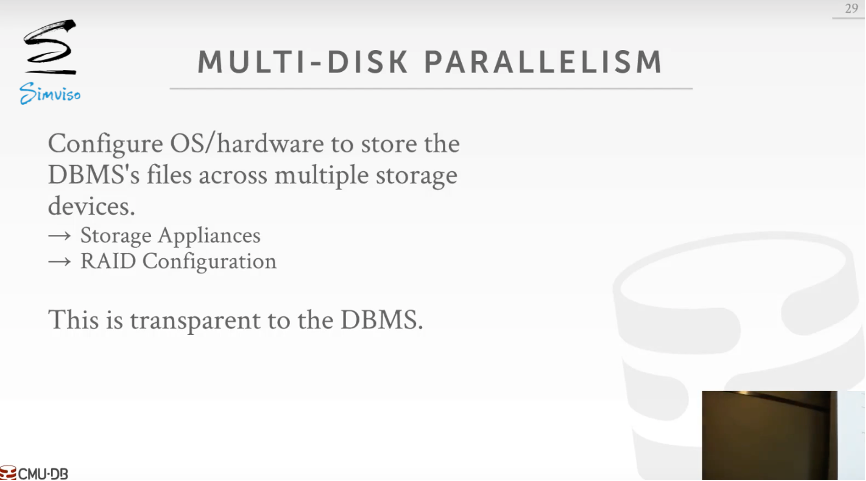 29
Simviso
MULTI-DISK PARALLELISM
Configure OS/hardware to store the
DBMS's files across multiple storage
devices.
→ Storage Appliances
→ RAID Configuration
This is transparent to the DBMS.
CMU·DB